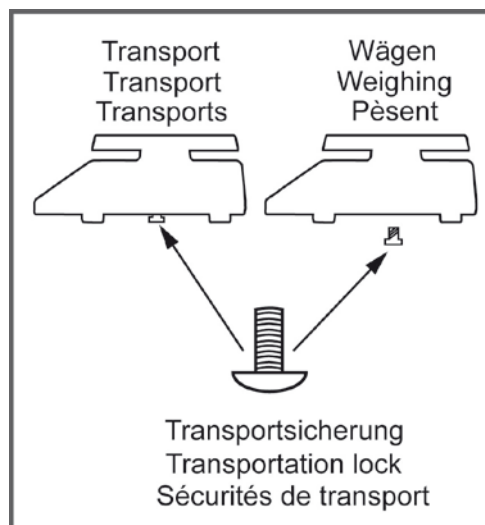 Transport
Transport
Transports
Wägen
Weighing
Pèsent
Transportsicherung
Transportation lock
Sécurités de transport